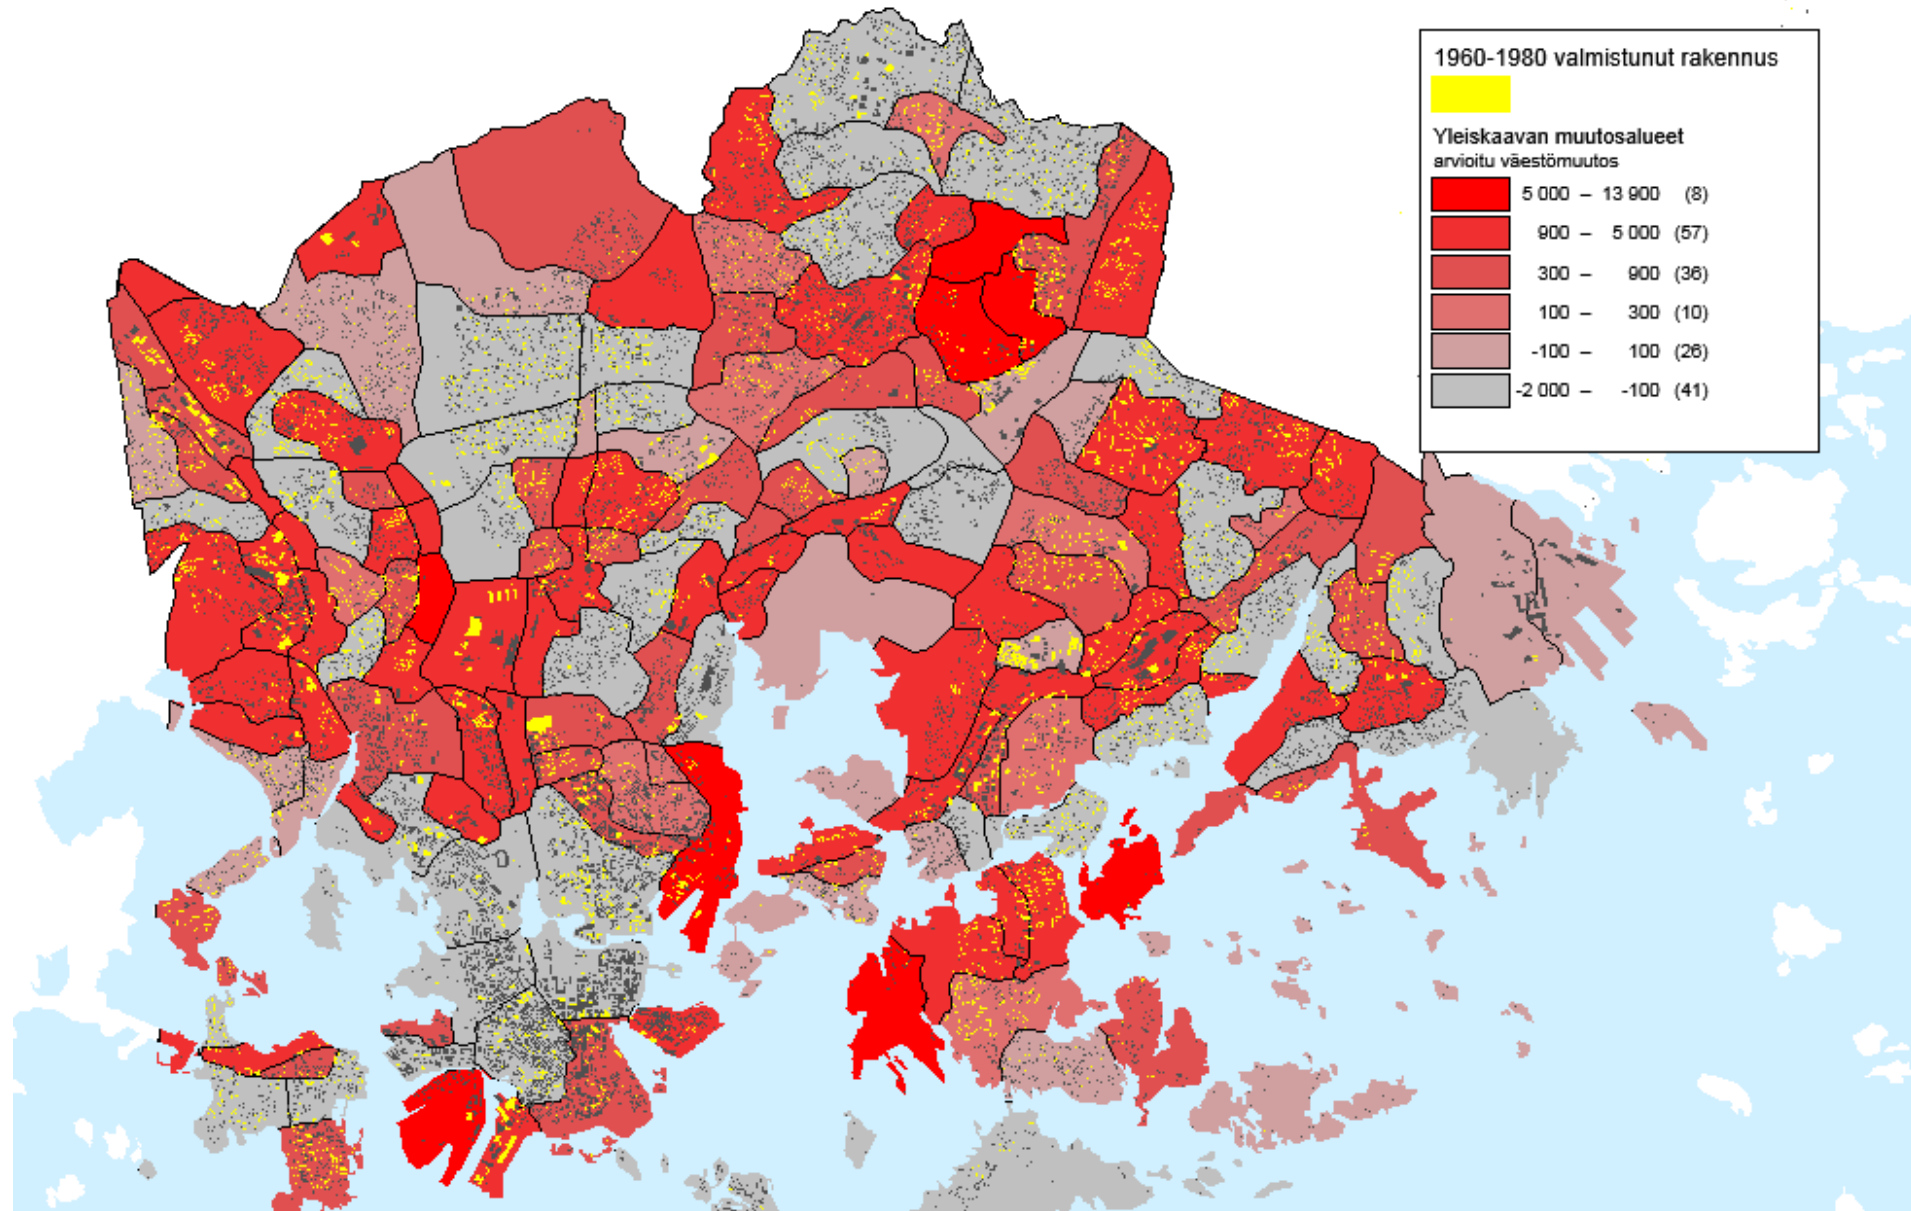 1960-1980 valmistunut rakennus
Yleiskaavan muutosalueet
arvioitu väestömuutos
5 000 – 13 900 (8)
900 – 5 000 (57)
300 – 900 (36)
100 – 300 (10)
-100 – 100 (26)
-2 000 – -100 (41)